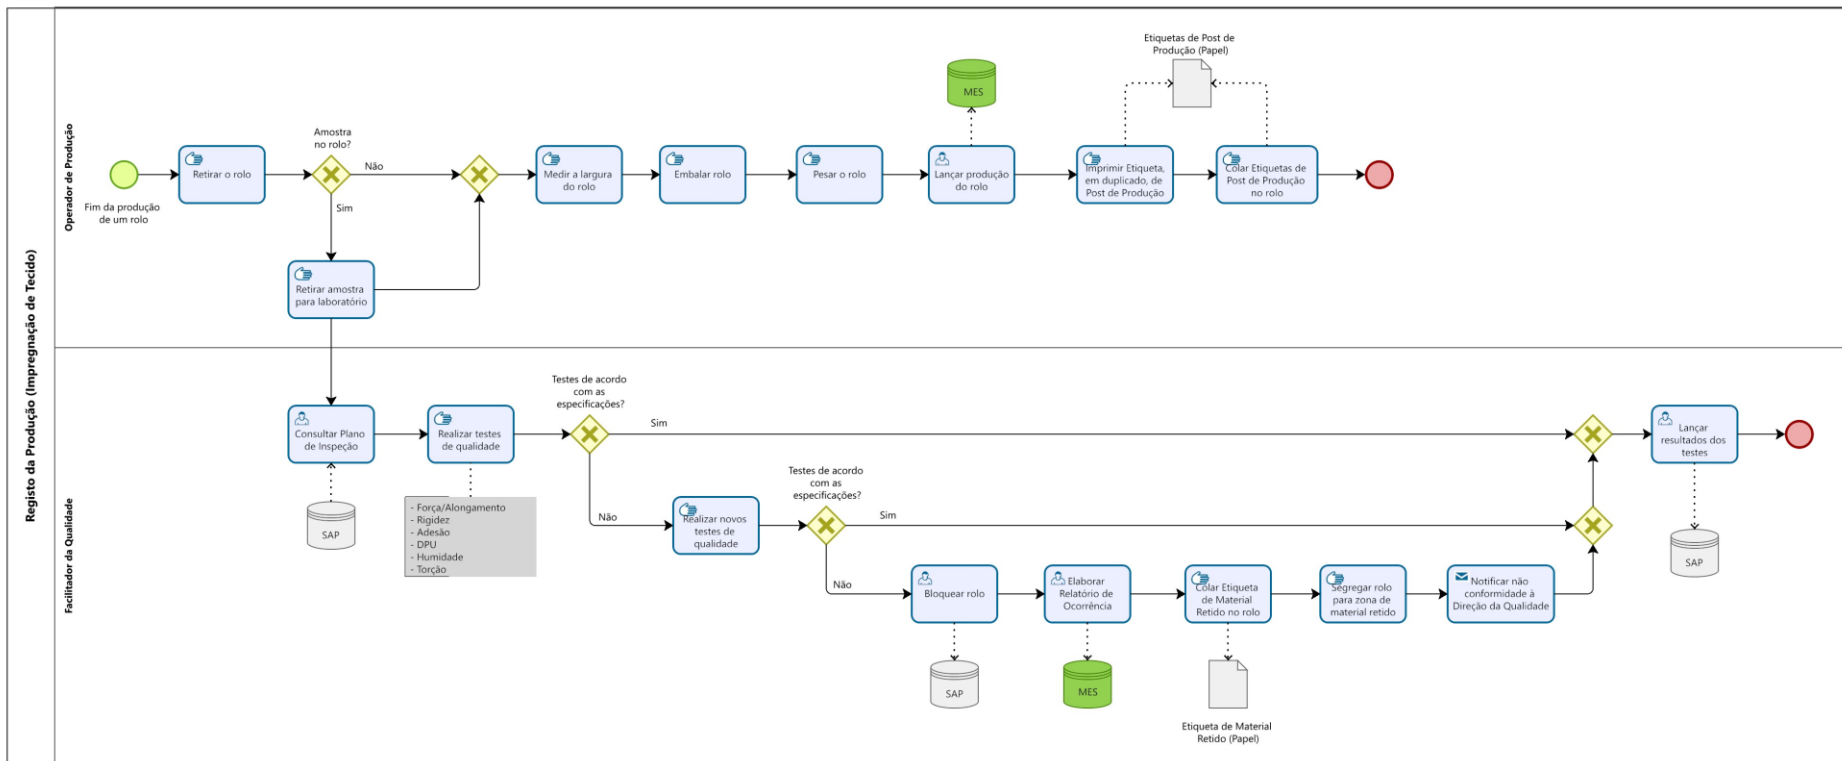 Registo da Produção (Impregnação de Tecido)
Operador de Produção
Fim da produção
de um rolo
Retirar o rolo
Amostra
no rolo?
Não
Sim
Retirar amostra
para laboratório
Medir a largura
do rolo
Embalar rolo
Pesar o rolo
MES
Lançar produção
do rolo
Etiquetas de Post de
Produção (Papel)
Imprimir Etiqueta,
em duplicado, de
Post de Produção
Colar Etiquetas de
Post de Produção
no rolo
Facilitador da Qualidade
Consultar Plano
de Inspeção
SAP
Realizar testes
de qualidade
- Força/Alongamento
- Rigidez
- Adesão
- DPU
- Humidade
- Torção
Testes de acordo
com as
especificações?
Sim
Não
Realizar novos
testes de
qualidade
Testes de acordo
com as
especificações?
Sim
Não
Bloquear rolo
SAP
Elaborar
Relatório de
Ocorrência
MES
Colar Etiqueta
de Material
Retido no rolo
Etiqueta de Material
Retido (Papel)
Segregar rolo
para zona de
material retido
Notificar não
conformidade à
Direção da Qualidade
Lançar
resultados dos
testes
SAP